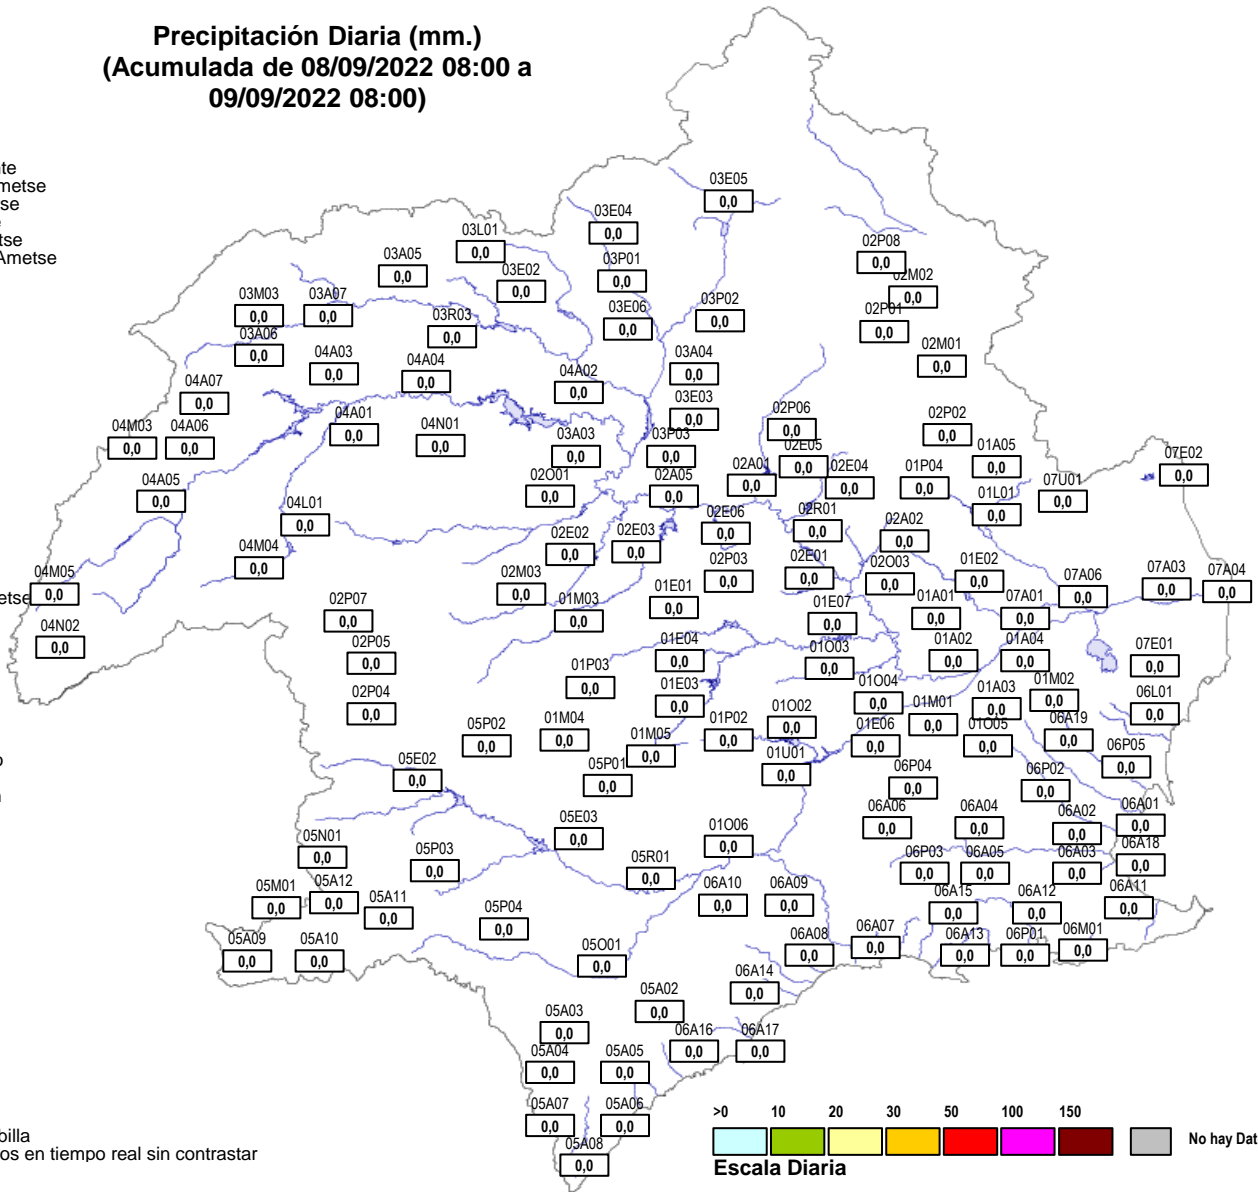 Precipitación Diaria (mm.)
(Acumulada de 08/09/2022 08:00 a
09/09/2022 08:00)
nte
metse
se
e
tse
Ametse
03E05
0,0
03E04
0,0
03L01
0,0
03A05
0,0
03E02
0,0
03P01
0,0
02P08
0,0
02M02
0,0
03M03
0,0
03A07
0,0
03R03
0,0
03E06
0,0
03P02
0,0
02P01
0,0
03A06
0,0
04A03
0,0
04A04
0,0
04A02
0,0
03A04
0,0
02M01
0,0
04A07
0,0
04A01
0,0
04N01
0,0
03E03
0,0
02P06
0,0
02P02
0,0
04M03
0,0
04A06
0,0
03A03
0,0
03P03
0,0
02E05
0,0
01A05
0,0
07E02
0,0
04A05
0,0
02O01
0,0
02A05
0,0
02A01
0,0
02E04
0,0
01P04
0,0
01L01
0,0
07U01
0,0
04L01
0,0
02E02
0,0
02E03
0,0
02E06
0,0
02R01
0,0
02A02
0,0
04M04
0,0
04M05
0,0
etse
02M03
0,0
01M03
0,0
01E01
0,0
02P03
0,0
02E01
0,0
02O03
0,0
01E02
0,0
07A06
0,0
07A03
0,0
07A04
0,0
04N02
0,0
02P07
0,0
02P05
0,0
01E04
0,0
01E07
0,0
01A01
0,0
07A01
0,0
01P03
0,0
01O03
0,0
01A02
0,0
01A04
0,0
07E01
0,0
02P04
0,0
01E03
0,0
01O04
0,0
01M01
0,0
01A03
0,0
01M02
0,0
06L01
0,0
05P02
0,0
01M04
0,0
01M05
0,0
01P02
0,0
01O02
0,0
01E06
0,0
01O05
0,0
06A19
0,0
06P05
0,0
o
05E02
0,0
05P01
0,0
01U01
0,0
06P04
0,0
06P02
0,0
05E03
0,0
01O06
0,0
06A06
0,0
06A04
0,0
06A02
0,0
06A01
0,0
05N01
0,0
05P03
0,0
05R01
0,0
06P03
0,0
06A05
0,0
06A03
0,0
06A18
0,0
05M01
0,0
05A12
0,0
05A11
0,0
06A10
0,0
06A09
0,0
06A15
0,0
06A12
0,0
06A11
0,0
05A09
0,0
05A10
0,0
05P04
0,0
05O01
0,0
06A08
0,0
06A07
0,0
06A13
0,0
06P01
0,0
06M01
0,0
06A14
0,0
05A03
0,0
05A02
0,0
06A16
0,0
06A17
0,0
05A04
0,0
05A05
0,0
05A07
0,0
05A06
0,0
05A08
0,0
billa
os en tiempo real sin contrastar
>0 10 20 30 50 100 150
No hay Dat
Escala Diaria